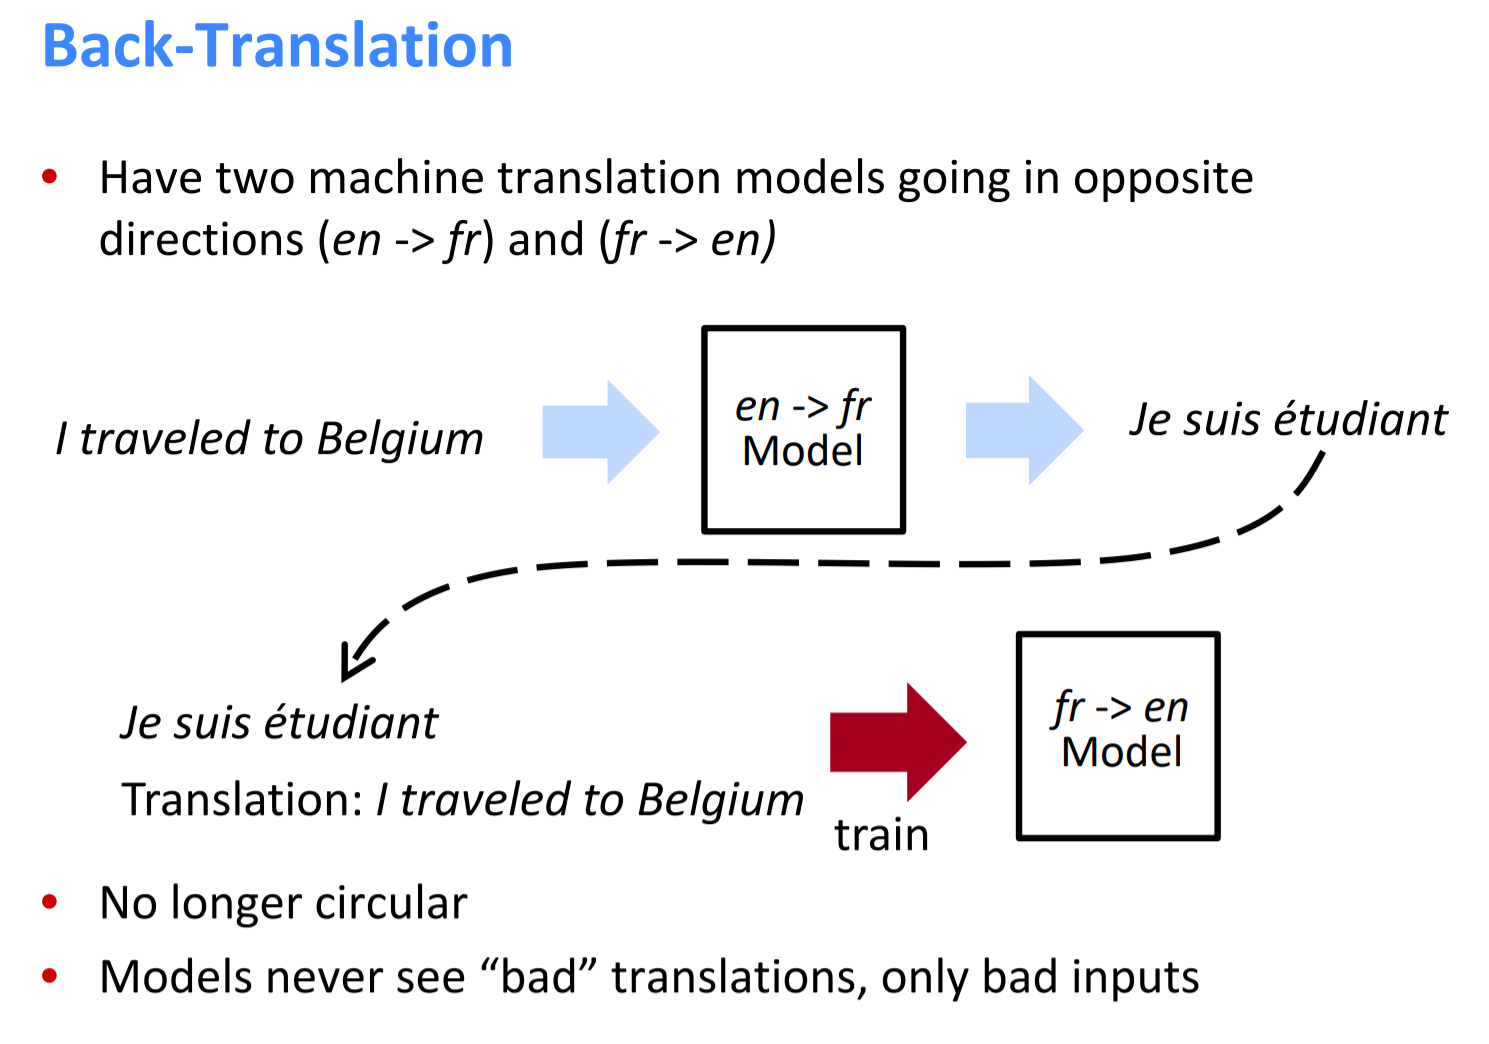 Back-Translation
• Have two machine translation models going in opposite
directions (en -> fr) and (fr -> en)
I traveled to Belgium
en -> fr
Model
Je suis étudiant
Je suis étudiant
Translation: I traveled to Belgium
train
fr -> en
Model
• No longer circular
• Models never see “bad” translations, only bad inputs